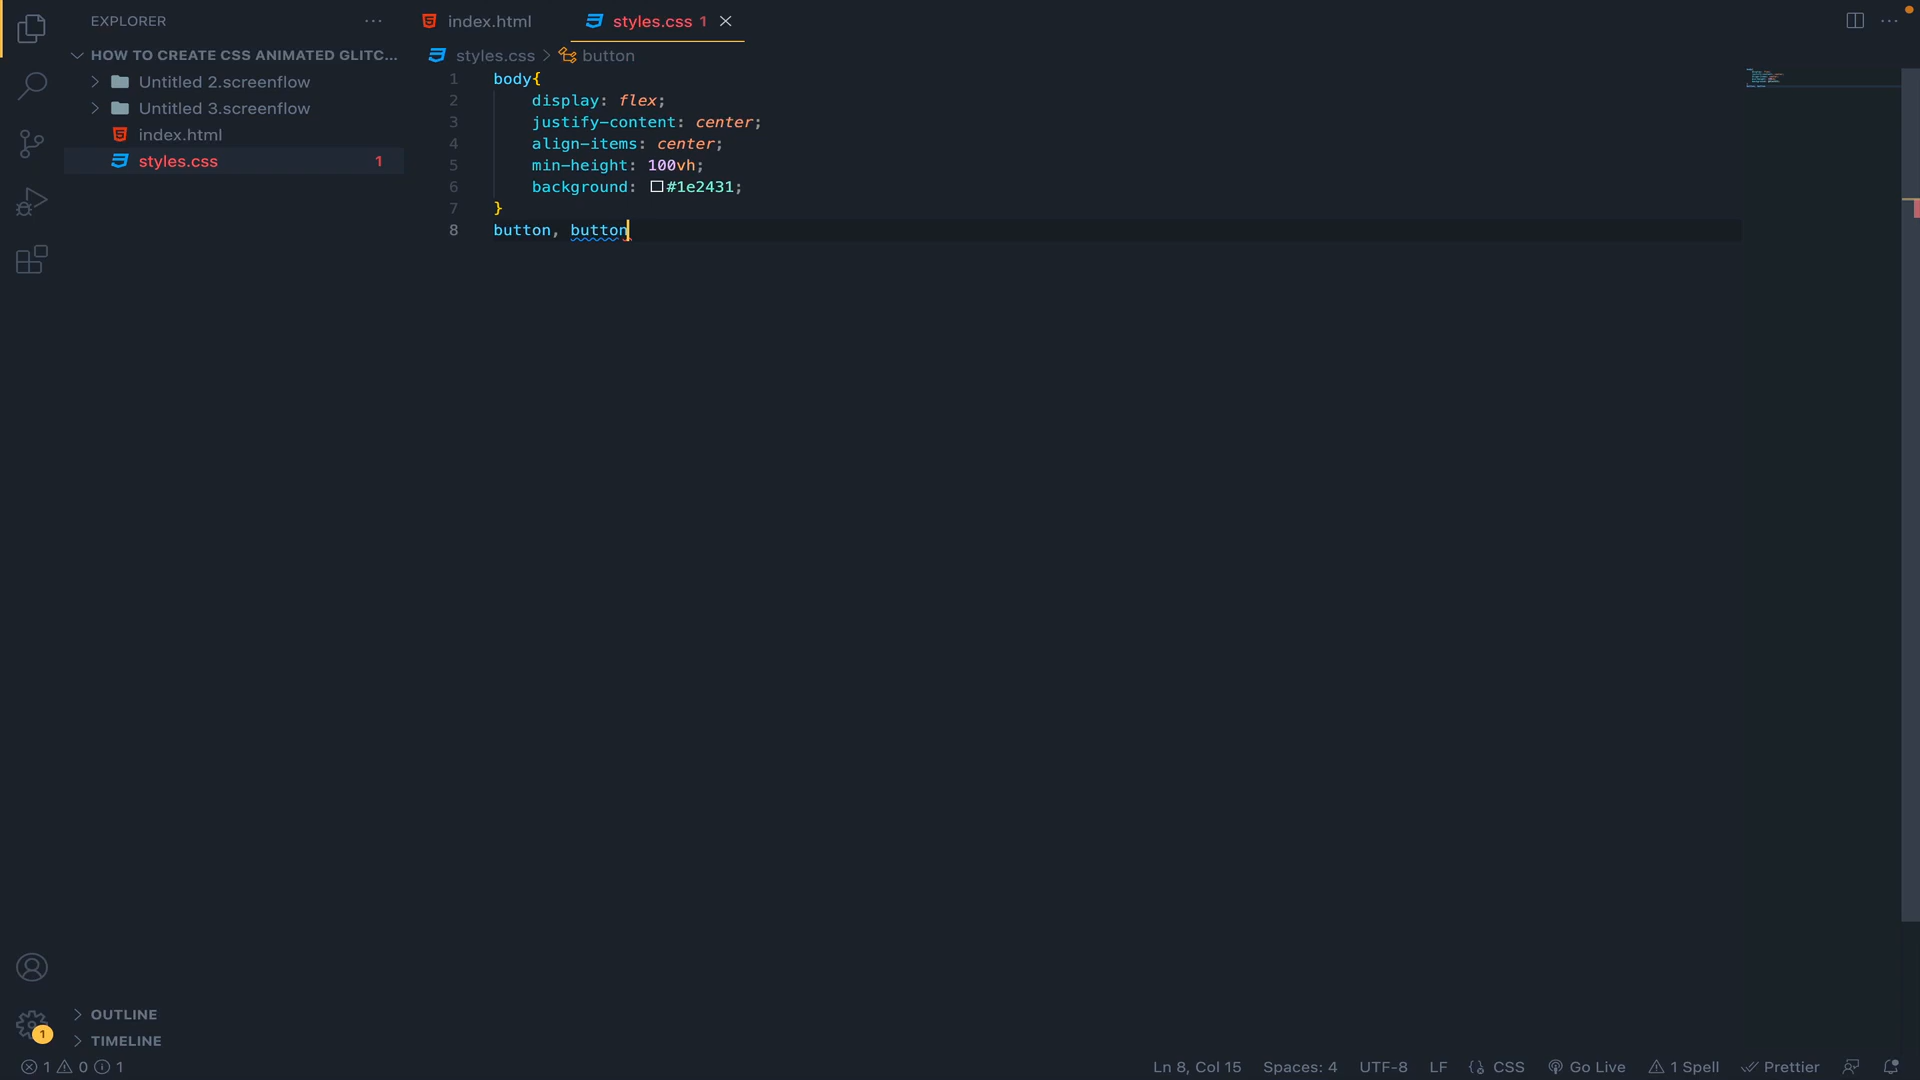 EXPLORER
HOW TO CREATE CSS ANIMATED GLITC...
Untitled 2.screenflow
Untitled 3.screenflow
index.html
styles.css 1
OUTLINE
TIMELINE
1
index.html
styles.css 1
styles.css > button
1 body{
2 display: flex;
3 justify-content: center;
4 align-items: center;
5 min-height: 100vh;
6 background: #1e2431;
7 }
8 button, button
1 0 1
Ln 8, Col 15 Spaces: 4 UTF-8 LF CSS Go Live 1 Spell Prettier